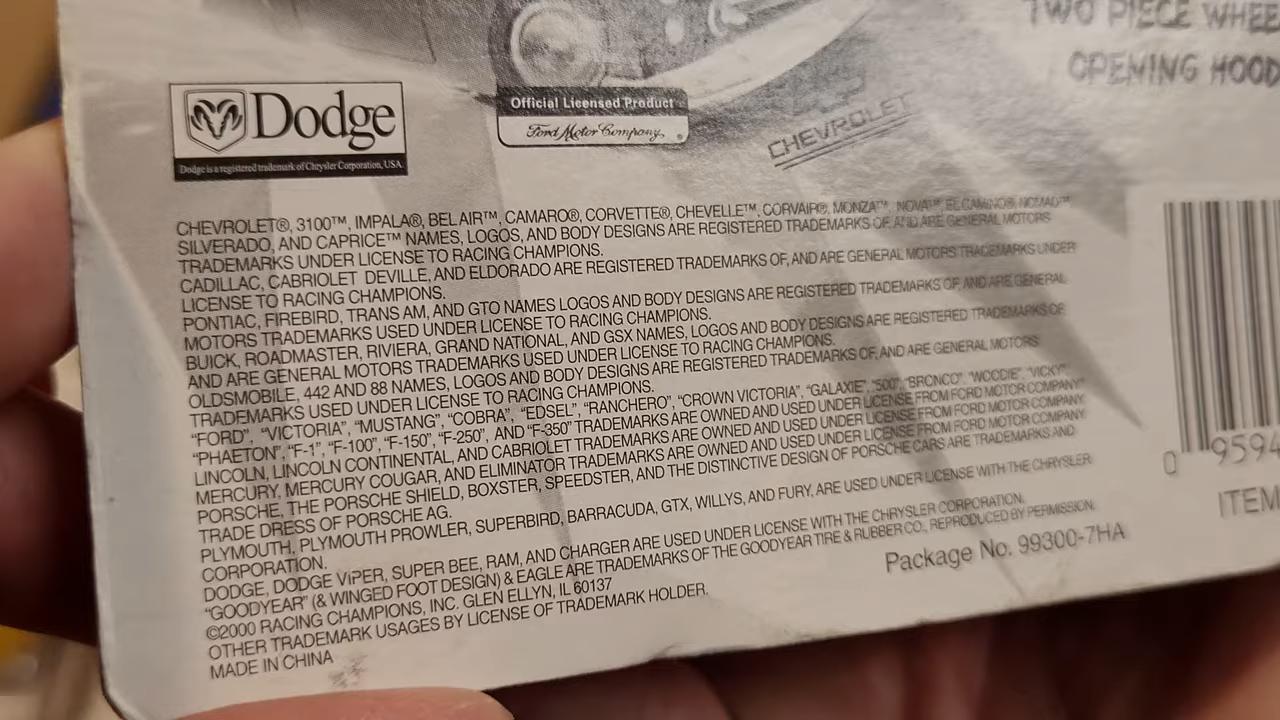 TWO PIECE WHEE
OPENING HOOD
Dodge
Dodge is a registered trademark of Chrysler Corporation, USA.
Official Licensed Product
Ford Motor Company
CHEVROLET
CHEVROLET®, 3100™, IMPALA®, BEL AIR™, CAMARO®, CORVETTE®, CHEVELLE™, CORVAIR®, MONZA™, NOVA™, EL CAMINO®, NOMAD™,
SILVERADO, AND CAPRICE™ NAMES, LOGOS, AND BODY DESIGNS ARE REGISTERED TRADEMARKS OF, AND ARE GENERAL MOTORS
TRADEMARKS UNDER LICENSE TO RACING CHAMPIONS.
CADILLAC, CABRIOLET DEVILLE, AND ELDORADO ARE REGISTERED TRADEMARKS OF, AND ARE GENERAL MOTORS TRADEMARKS UNDER
LICENSE TO RACING CHAMPIONS.
PONTIAC, FIREBIRD, TRANS AM, AND GTO NAMES LOGOS AND BODY DESIGNS ARE REGISTERED TRADEMARKS OF, AND ARE GENERAL
MOTORS TRADEMARKS USED UNDER LICENSE TO RACING CHAMPIONS.
BUICK, ROADMASTER, RIVIERA, GRAND NATIONAL, AND GSX NAMES, LOGOS AND BODY DESIGNS ARE REGISTERED TRADEMARKS OF,
AND ARE GENERAL MOTORS TRADEMARKS USED UNDER LICENSE TO RACING CHAMPIONS.
OLDSMOBILE, 442 AND 88 NAMES, LOGOS AND BODY DESIGNS ARE REGISTERED TRADEMARKS OF, AND ARE GENERAL MOTORS
TRADEMARKS USED UNDER LICENSE TO RACING CHAMPIONS.
"FORD", "VICTORIA", "MUSTANG", "COBRA", "EDSEL", "RANCHERO", "CROWN VICTORIA", "GALAXIE", "500", "BRONCO", "WOODIE", "VICKY",
"PHAETON", "F-1", "F-100", "F-150", "F-250", AND "F-350" TRADEMARKS ARE OWNED AND USED UNDER LICENSE FROM FORD MOTOR COMPANY
LINCOLN, LINCOLN CONTINENTAL, AND CABRIOLET TRADEMARKS ARE OWNED AND USED UNDER LICENSE FROM FORD MOTOR COMPANY
MERCURY, MERCURY COUGAR, AND ELIMINATOR TRADEMARKS ARE OWNED AND USED UNDER LICENSE FROM FORD MOTOR COMPANY
PORSCHE, THE PORSCHE SHIELD, BOXSTER, SPEEDSTER, AND THE DISTINCTIVE DESIGN OF PORSCHE CARS ARE TRADEMARKS AND
TRADE DRESS OF PORSCHE AG.
PLYMOUTH, PLYMOUTH PROWLER, SUPERBIRD, BARRACUDA, GTX, WILLYS, AND FURY, ARE USED UNDER LICENSE WITH THE CHRYSLER
CORPORATION.
DODGE, DODGE VIPER, SUPER BEE, RAM, AND CHARGER ARE USED UNDER LICENSE WITH THE CHRYSLER CORPORATION.
"GOODYEAR" (& WINGED FOOT DESIGN) & EAGLE ARE TRADEMARKS OF THE GOODYEAR TIRE & RUBBER CO., REPRODUCED BY PERMISSION.
©2000 RACING CHAMPIONS, INC. GLEN ELLYN, IL 60137
OTHER TRADEMARK USAGES BY LICENSE OF TRADEMARK HOLDER.
MADE IN CHINA
Package No. 99300-7HA
0 9594
ITEM